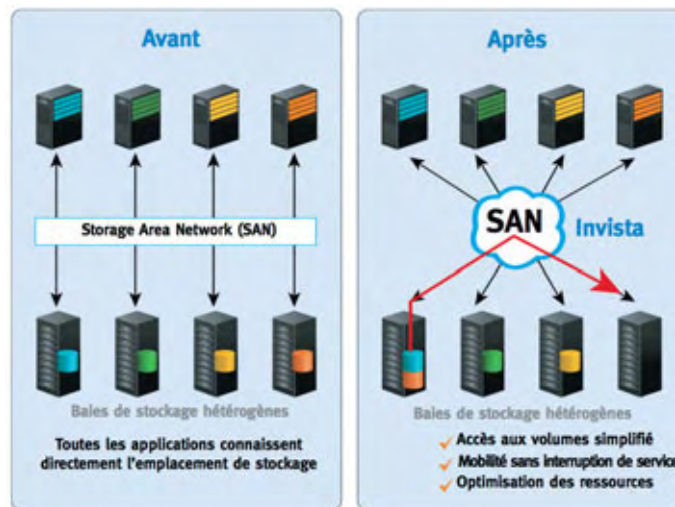 Avant
Storage Area Network (SAN)
Baies de stockage hétérogènes
Toutes les applications connaissent
directement l'emplacement de stockage
Après
SAN
Invista
Baies de stockage hétérogènes
Accès aux volumes simplifié
Mobilité sans interruption de service
Optimisation des ressources